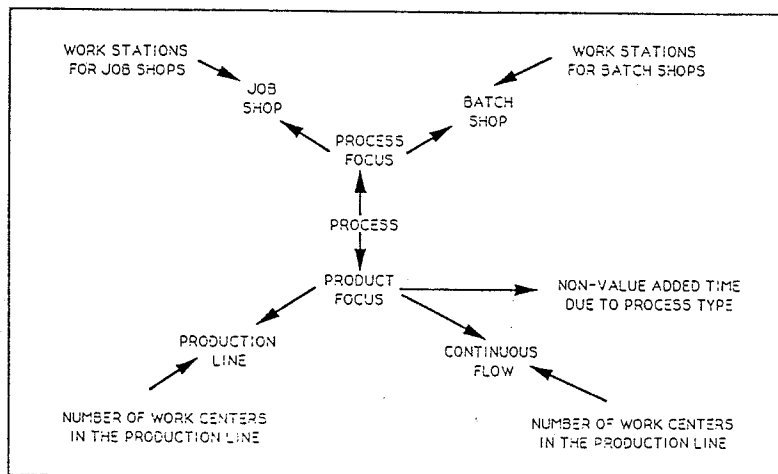 WORK STATIONS
FOR JOB SHOPS
WORK STATIONS
FOR BATCH SHOPS
JOB
SHOP
BATCH
SHOP
PROCESS
FOCUS
PROCESS
PRODUCT
FOCUS
NON-VALUE ADDED TIME
DUE TO PROCESS TYPE
PRODUCTION
LINE
CONTINUOUS
FLOW
NUMBER OF WORK CENTERS
IN THE PRODUCTION LINE
NUMBER OF WORK CENTERS
IN THE PRODUCTION LINE